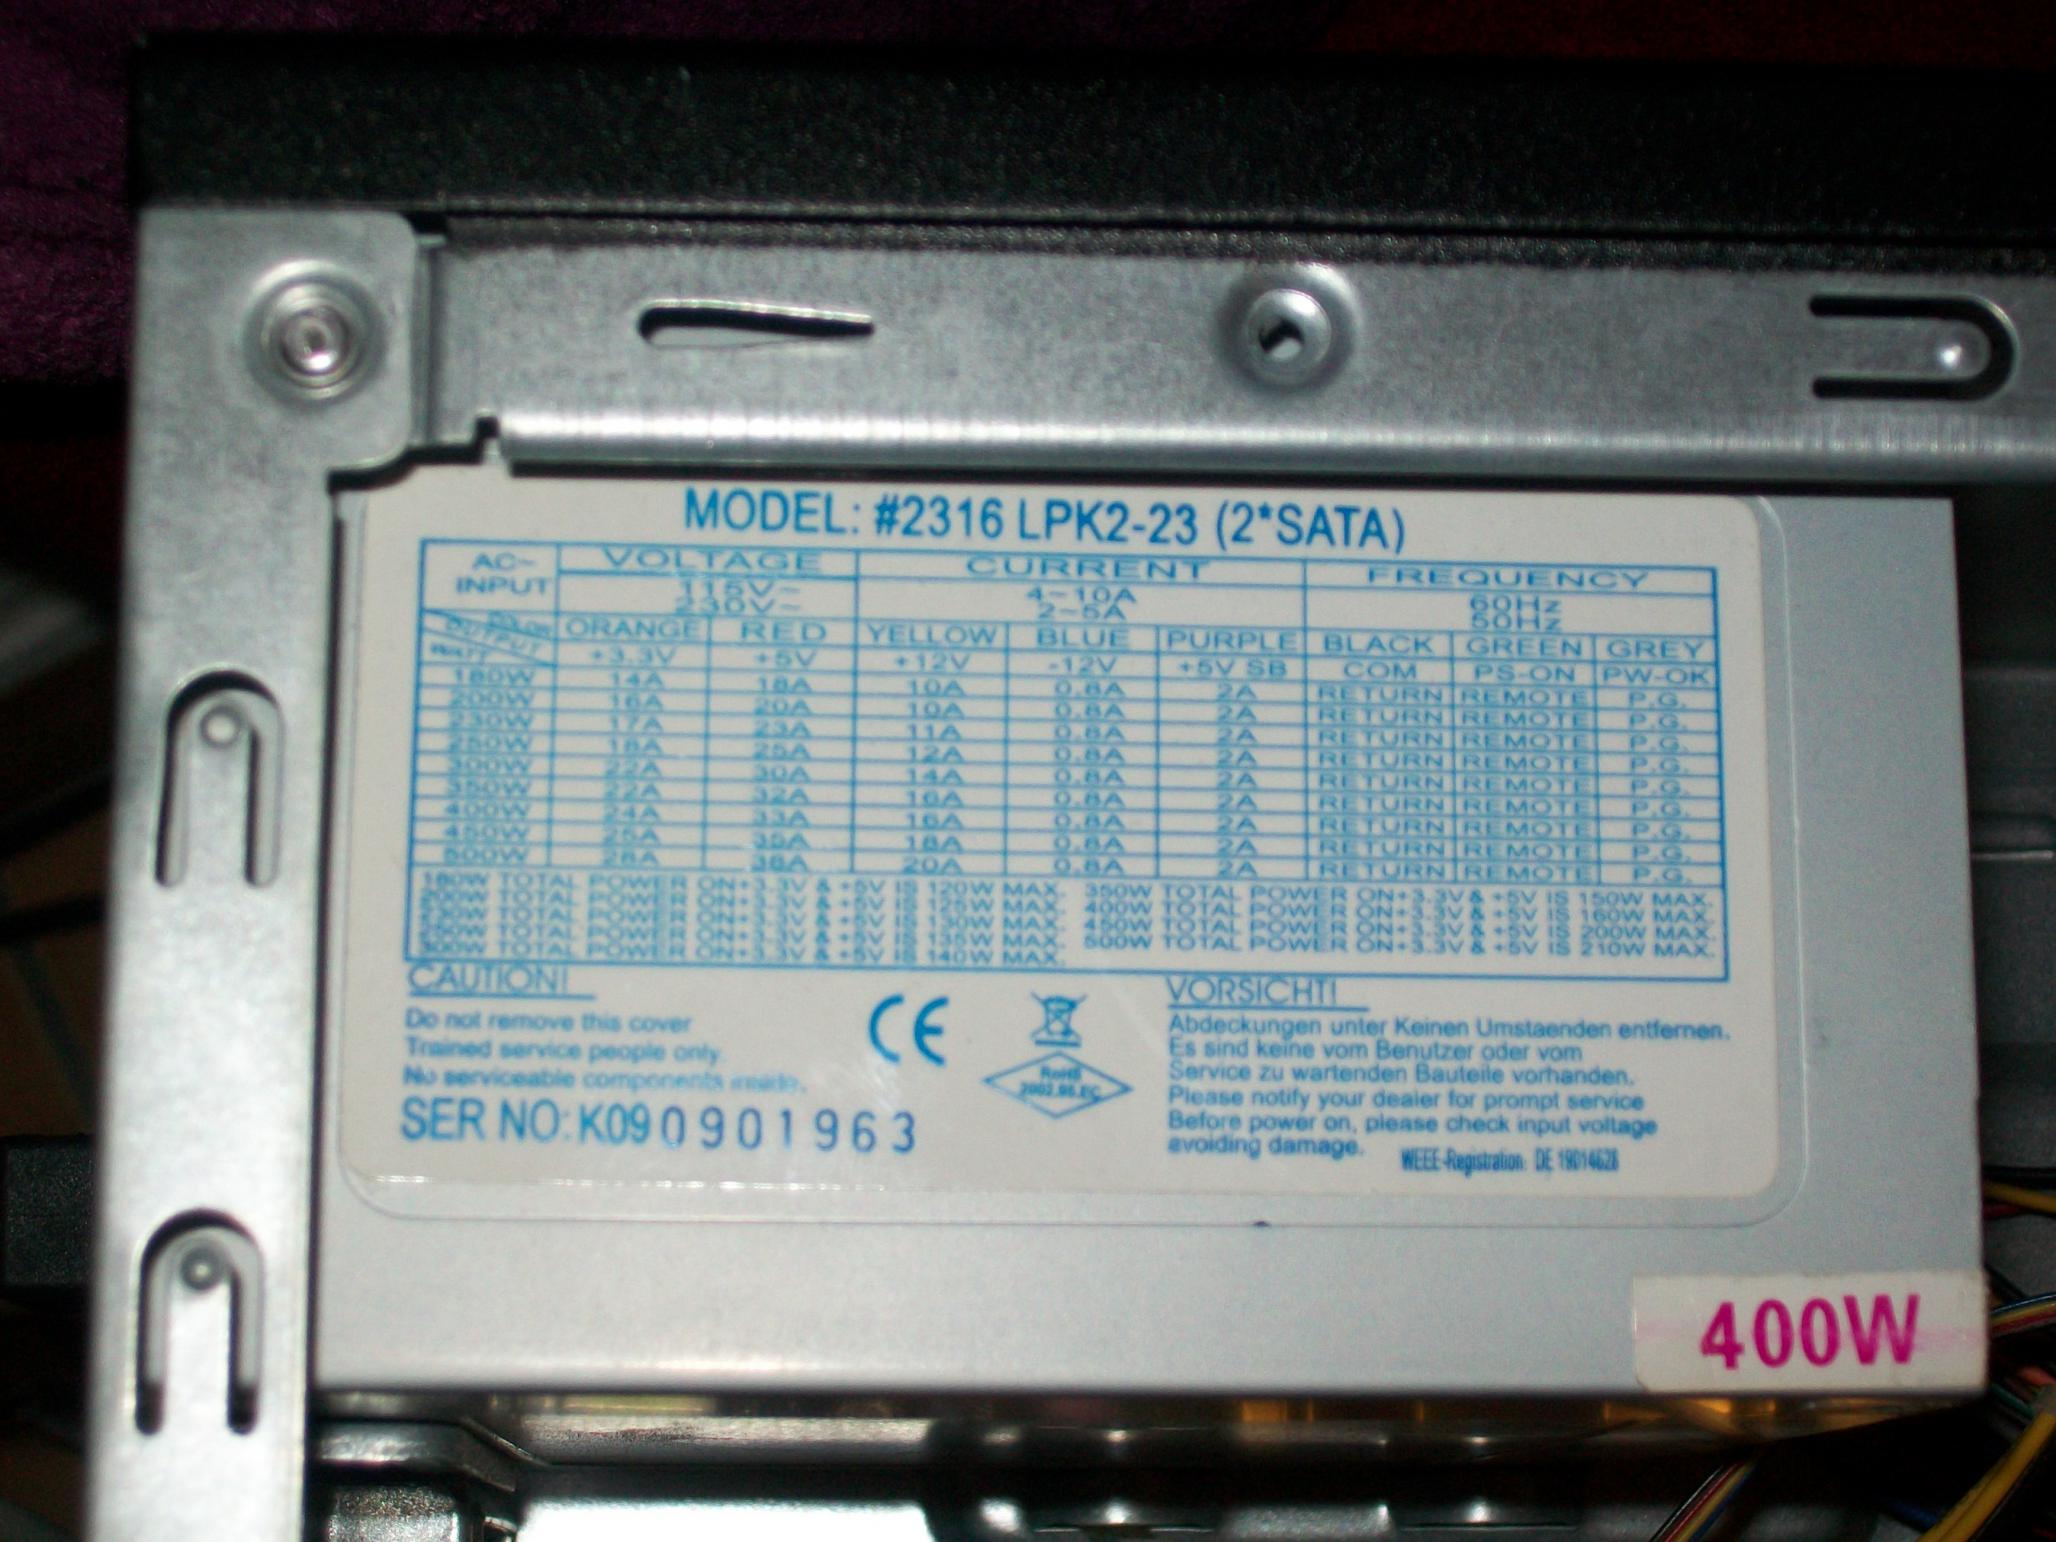 MODEL: #2316 LPK2-23 (2*SATA)
AC~ INPUT VOLTAGE CURRENT FREQUENCY
115V~ 4~10A 60Hz
230V~ 2~5A 50Hz
OUTPUT ORANGE RED YELLOW BLUE PURPLE BLACK GREEN GREY
WATT +3.3V +5V +12V -12V +5V SB COM PS-ON PW-OK
180W 14A 18A 10A 0.8A 2A RETURN REMOTE P.G.
200W 16A 20A 10A 0.8A 2A RETURN REMOTE P.G.
230W 17A 23A 11A 0.8A 2A RETURN REMOTE P.G.
250W 18A 25A 12A 0.8A 2A RETURN REMOTE P.G.
300W 22A 30A 14A 0.8A 2A RETURN REMOTE P.G.
350W 22A 32A 16A 0.8A 2A RETURN REMOTE P.G.
400W 24A 33A 16A 0.8A 2A RETURN REMOTE P.G.
450W 25A 35A 18A 0.8A 2A RETURN REMOTE P.G.
500W 28A 38A 20A 0.8A 2A RETURN REMOTE P.G.
180W TOTAL POWER ON+3.3V & +5V IS 120W MAX. 350W TOTAL POWER ON+3.3V & +5V IS 150W MAX.
TOTAL POWER ON+3.3V & +5V IS 125W MAX. 400W TOTAL POWER ON+3.3V & +5V IS 160W MAX.
TOTAL POWER ON+3.3V & +5V IS 130W MAX. 450W TOTAL POWER ON+3.3V & +5V IS 200W MAX.
TOTAL POWER ON+3.3V & +5V IS 135W MAX. 500W TOTAL POWER ON+3.3V & +5V IS 210W MAX.
300W TOTAL POWER ON+3.3V & +5V IS 140W MAX.
CAUTION!
Do not remove this cover
Trained service people only.
No serviceable components inside.
SER NO: K090901963
CE
RoHS
2002.95.EC
VORSICHT!
Abdeckungen unter Keinen Umstaenden entfernen.
Es sind keine vom Benutzer oder vom
Service zu wartenden Bauteile vorhanden.
Please notify your dealer for prompt service
Before power on, please check input voltage
avoiding damage.
WEEE-Registration: DE 19014628
400W